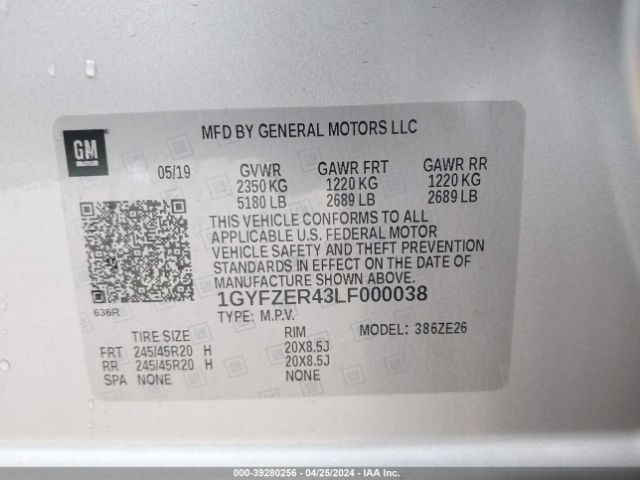 GM
MFD BY GENERAL MOTORS LLC
05/19 GVWR GAWR FRT GAWR RR
2350 KG 1220 KG 1220 KG
5180 LB 2689 LB 2689 LB
THIS VEHICLE CONFORMS TO ALL
APPLICABLE U.S. FEDERAL MOTOR
VEHICLE SAFETY AND THEFT PREVENTION
STANDARDS IN EFFECT ON THE DATE OF
MANUFACTURE SHOWN ABOVE.
1GYFZER43LF000038
636R
TYPE: M.P.V.
TIRE SIZE RIM MODEL: 386ZE26
FRT 245/45R20 H 20X8.5J
RR 245/45R20 H 20X8.5J
SPA NONE NONE
000-39280256 - 04/25/2024 - IAA Inc.